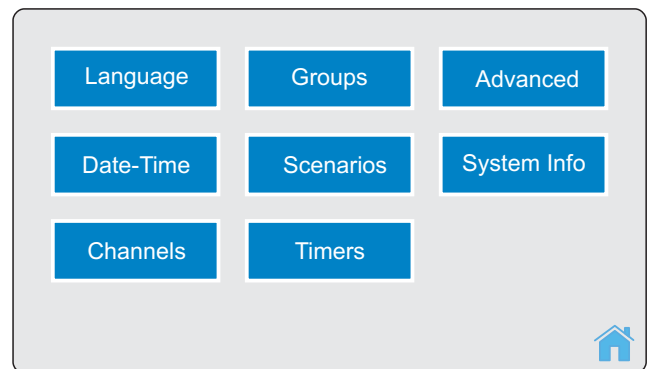 Language
Groups
Advanced
Date-Time
Scenarios
System Info
Channels
Timers